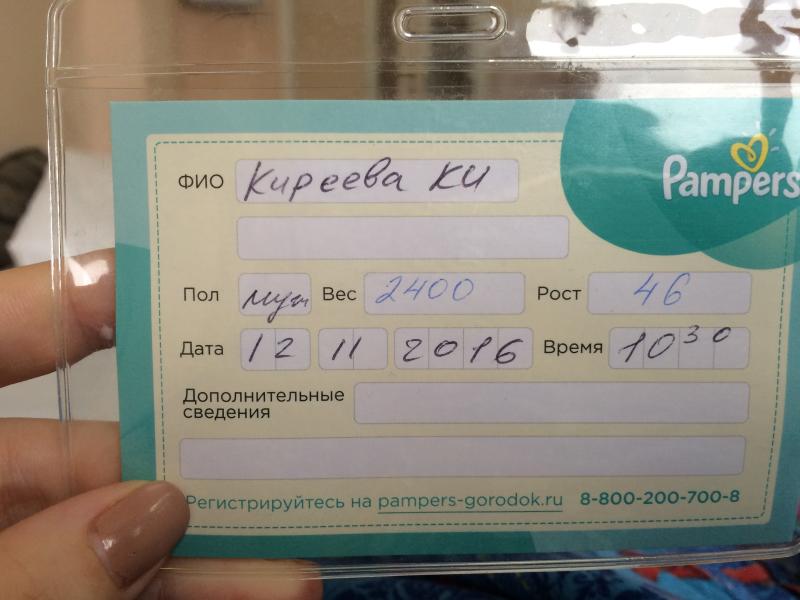 Pampers
ФИО Киреева КИ
Пол муж Вес 2400 Рост 46
Дата 12 11 2016 Время 10 30
Дополнительные
сведения
Регистрируйтесь на pampers-gorodok.ru 8-800-200-700-8